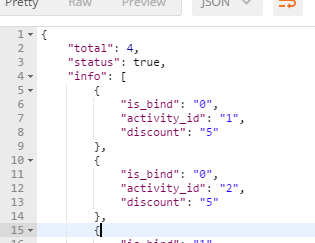 Pretty Raw Preview JSON
1 {
2 "total": 4,
3 "status": true,
4 "info": [
5 {
6 "is_bind": "0",
7 "activity_id": "1",
8 "discount": "5"
9 },
10 {
11 "is_bind": "0",
12 "activity_id": "2",
13 "discount": "5"
14 },
15 {
16 "is_bind": "1"